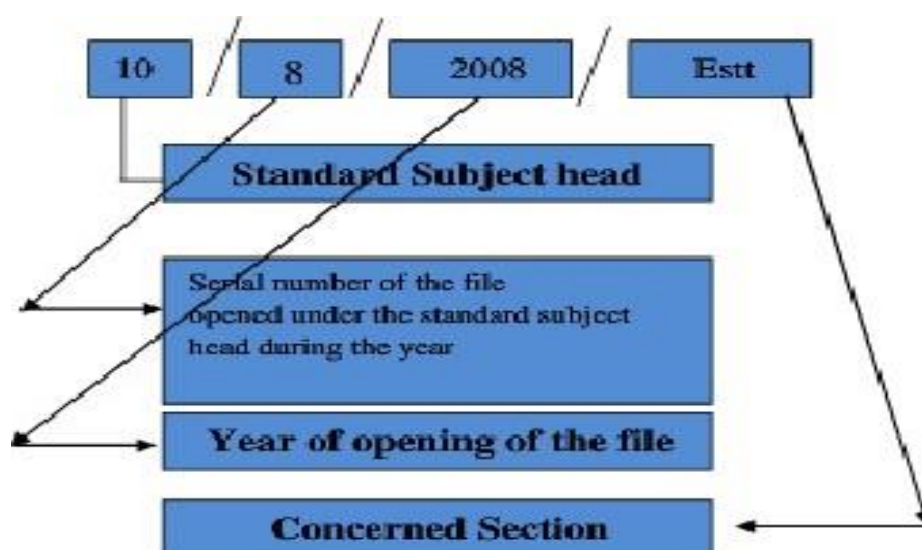 10 / 8 / 2008 / Estt
Standard Subject head
Serial number of the file
opened under the standard subject
head during the year
Year of opening of the file
Concerned Section